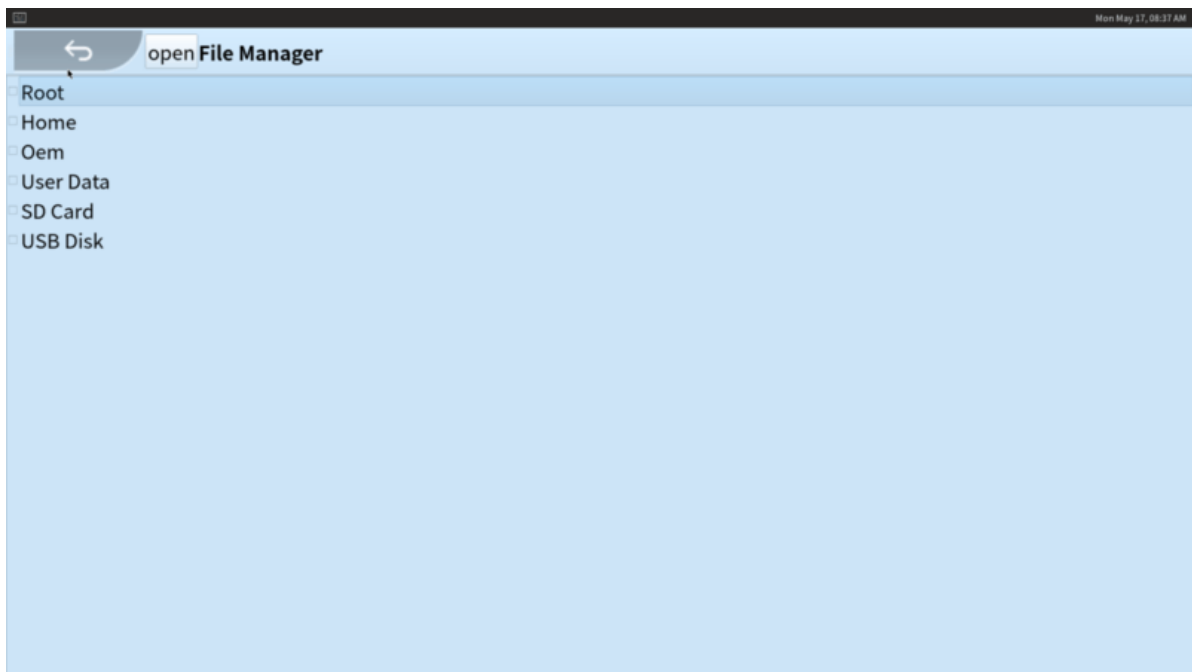 Mon May 17, 08:37 AM
open File Manager
Root
Home
Oem
User Data
SD Card
USB Disk